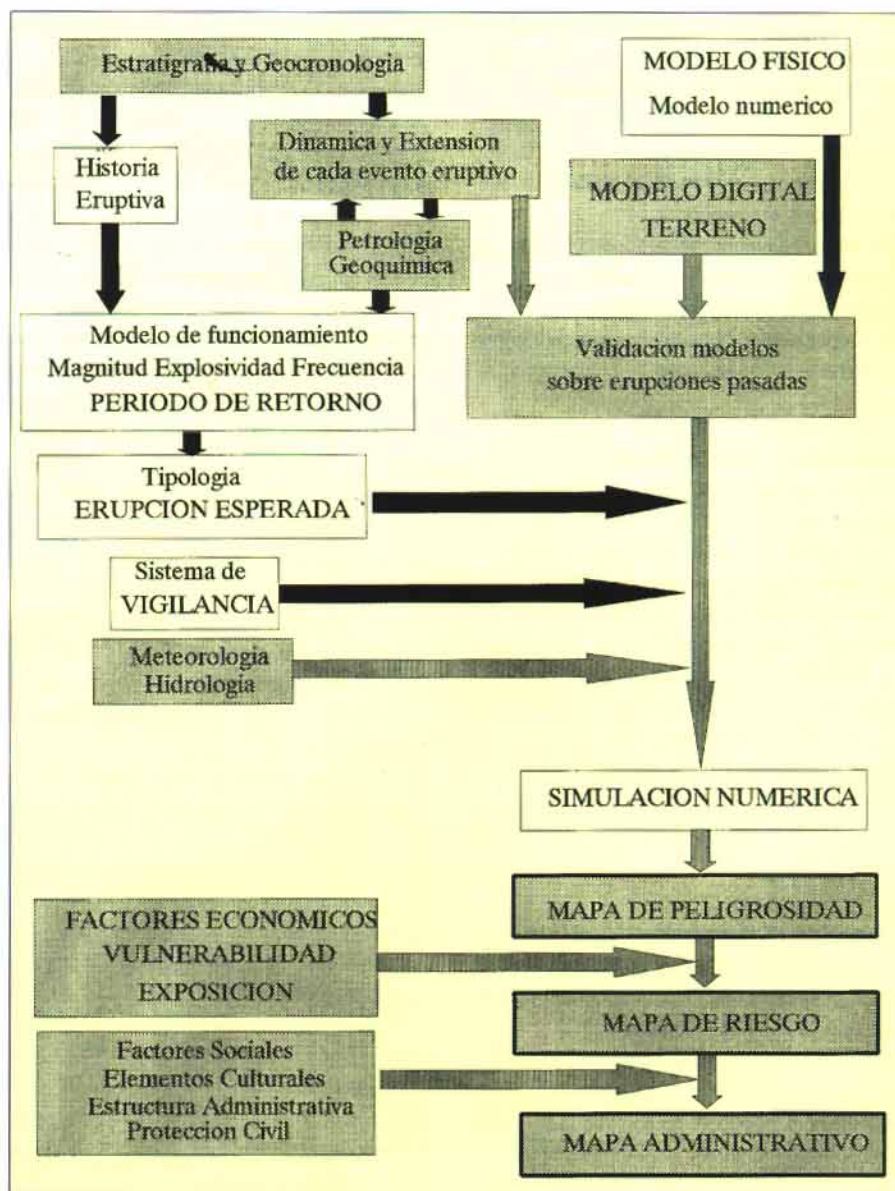 Estratigrafia y Geocronologia
MODELO FISICO
Modelo numerico
Historia
Eruptiva
Dinamica y Extension
de cada evento eruptivo
MODELO DIGITAL
TERRENO
Petrologia
Geoquimica
Modelo de funcionamiento
Magnitud Explosividad Frecuencia
PERIODO DE RETORNO
Validacion modelos
sobre erupciones pasadas
Tipologia
ERUPCION ESPERADA
Sistema de
VIGILANCIA
Meteorologia
Hidrologia
SIMULACION NUMERICA
MAPA DE PELIGROSIDAD
FACTORES ECONOMICOS
VULNERABILIDAD
EXPOSICION
MAPA DE RIESGO
Factores Sociales
Elementos Culturales
Estructura Administrativa
Proteccion Civil
MAPA ADMINISTRATIVO